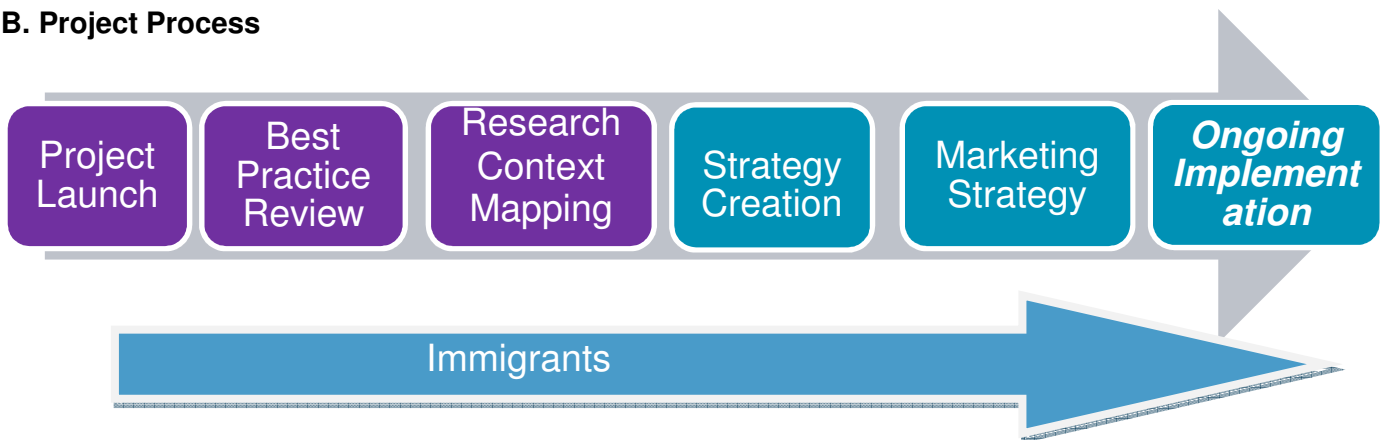 B. Project Process
Project
Launch
Best
Practice
Review
Research
Context
Mapping
Strategy
Creation
Marketing
Strategy
Ongoing
Implement
ation
Immigrants